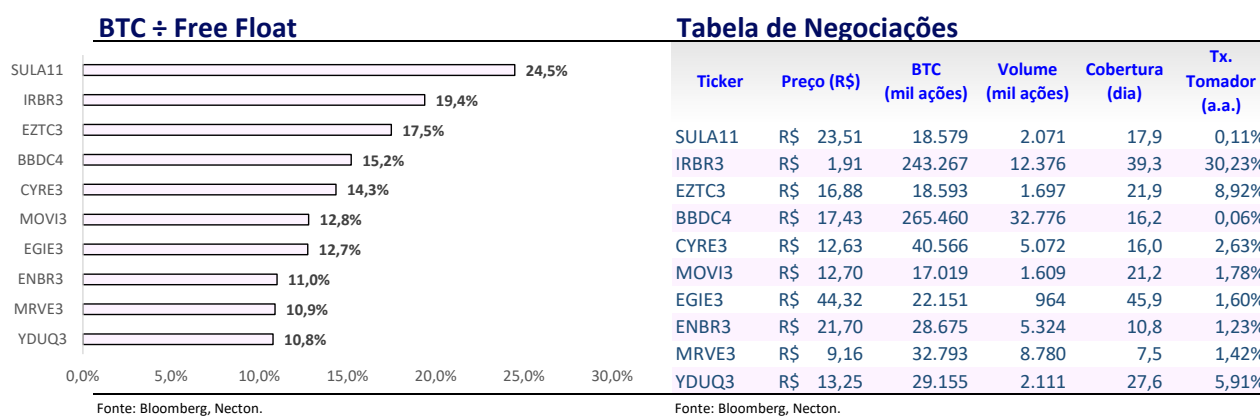 BTC ÷ Free Float
SULA11 24,5%
IRBR3 19,4%
EZTC3 17,5%
BBDC4 15,2%
CYRE3 14,3%
MOVI3 12,8%
EGIE3 12,7%
ENBR3 11,0%
MRVE3 10,9%
YDUQ3 10,8%
0,0% 5,0% 10,0% 15,0% 20,0% 25,0% 30,0%
Fonte: Bloomberg, Necton.
Tabela de Negociações
Ticker Preço (R$) BTC (mil ações) Volume (mil ações) Cobertura (dia) Tx. Tomador (a.a.)
SULA11 R$ 23,51 18.579 2.071 17,9 0,11%
IRBR3 R$ 1,91 243.267 12.376 39,3 30,23%
EZTC3 R$ 16,88 18.593 1.697 21,9 8,92%
BBDC4 R$ 17,43 265.460 32.776 16,2 0,06%
CYRE3 R$ 12,63 40.566 5.072 16,0 2,63%
MOVI3 R$ 12,70 17.019 1.609 21,2 1,78%
EGIE3 R$ 44,32 22.151 964 45,9 1,60%
ENBR3 R$ 21,70 28.675 5.324 10,8 1,23%
MRVE3 R$ 9,16 32.793 8.780 7,5 1,42%
YDUQ3 R$ 13,25 29.155 2.111 27,6 5,91%
Fonte: Bloomberg, Necton.